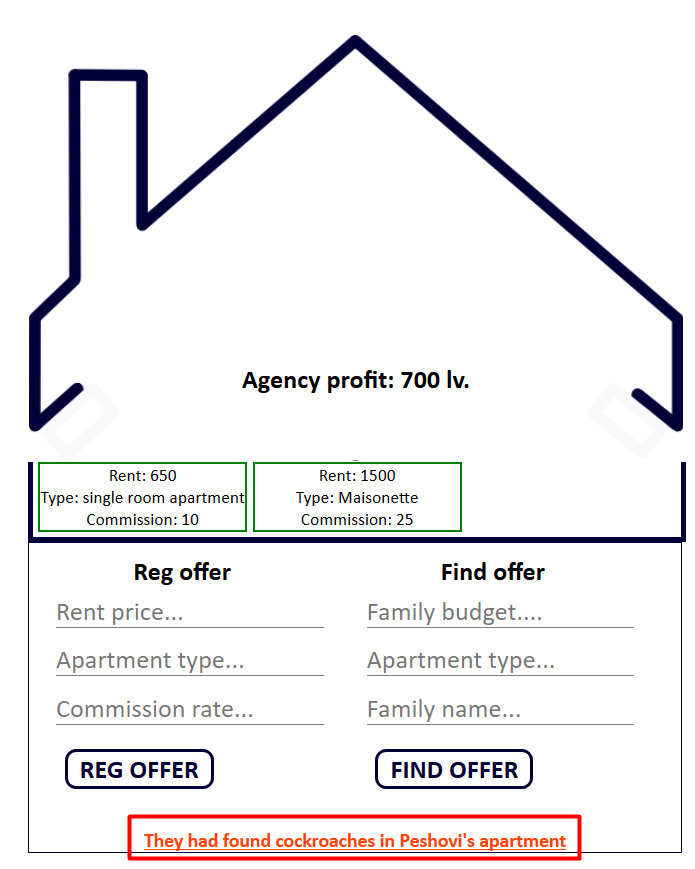 Agency profit: 700 lv.
Rent: 650
Type: single room apartment
Commission: 10
Rent: 1500
Type: Maisonette
Commission: 25
Reg offer
Rent price...
Apartment type...
Commission rate...
REG OFFER
Find offer
Family budget....
Apartment type...
Family name...
FIND OFFER
They had found cockroaches in Peshovi's apartment